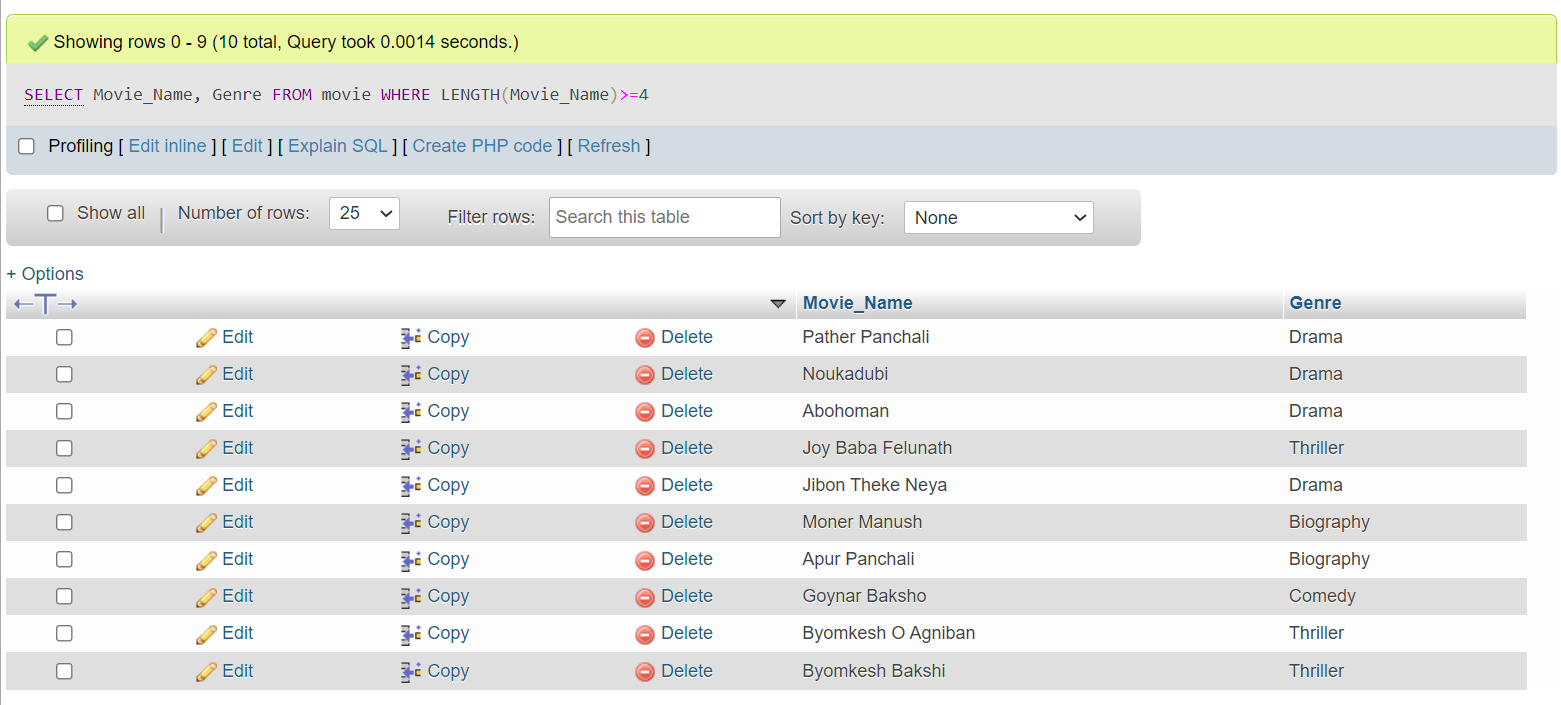 Showing rows 0 - 9 (10 total, Query took 0.0014 seconds.)
SELECT Movie_Name, Genre FROM movie WHERE LENGTH(Movie_Name)>=4
Profiling [ Edit inline ] [ Edit ] [ Explain SQL ] [ Create PHP code ] [ Refresh ]
Show all | Number of rows: 25 Filter rows: Search this table Sort by key: None
+ Options
←T→ Movie_Name Genre
Edit Copy Delete Pather Panchali Drama
Edit Copy Delete Noukadubi Drama
Edit Copy Delete Abohoman Drama
Edit Copy Delete Joy Baba Felunath Thriller
Edit Copy Delete Jibon Theke Neya Drama
Edit Copy Delete Moner Manush Biography
Edit Copy Delete Apur Panchali Biography
Edit Copy Delete Goynar Baksho Comedy
Edit Copy Delete Byomkesh O Agniban Thriller
Edit Copy Delete Byomkesh Bakshi Thriller